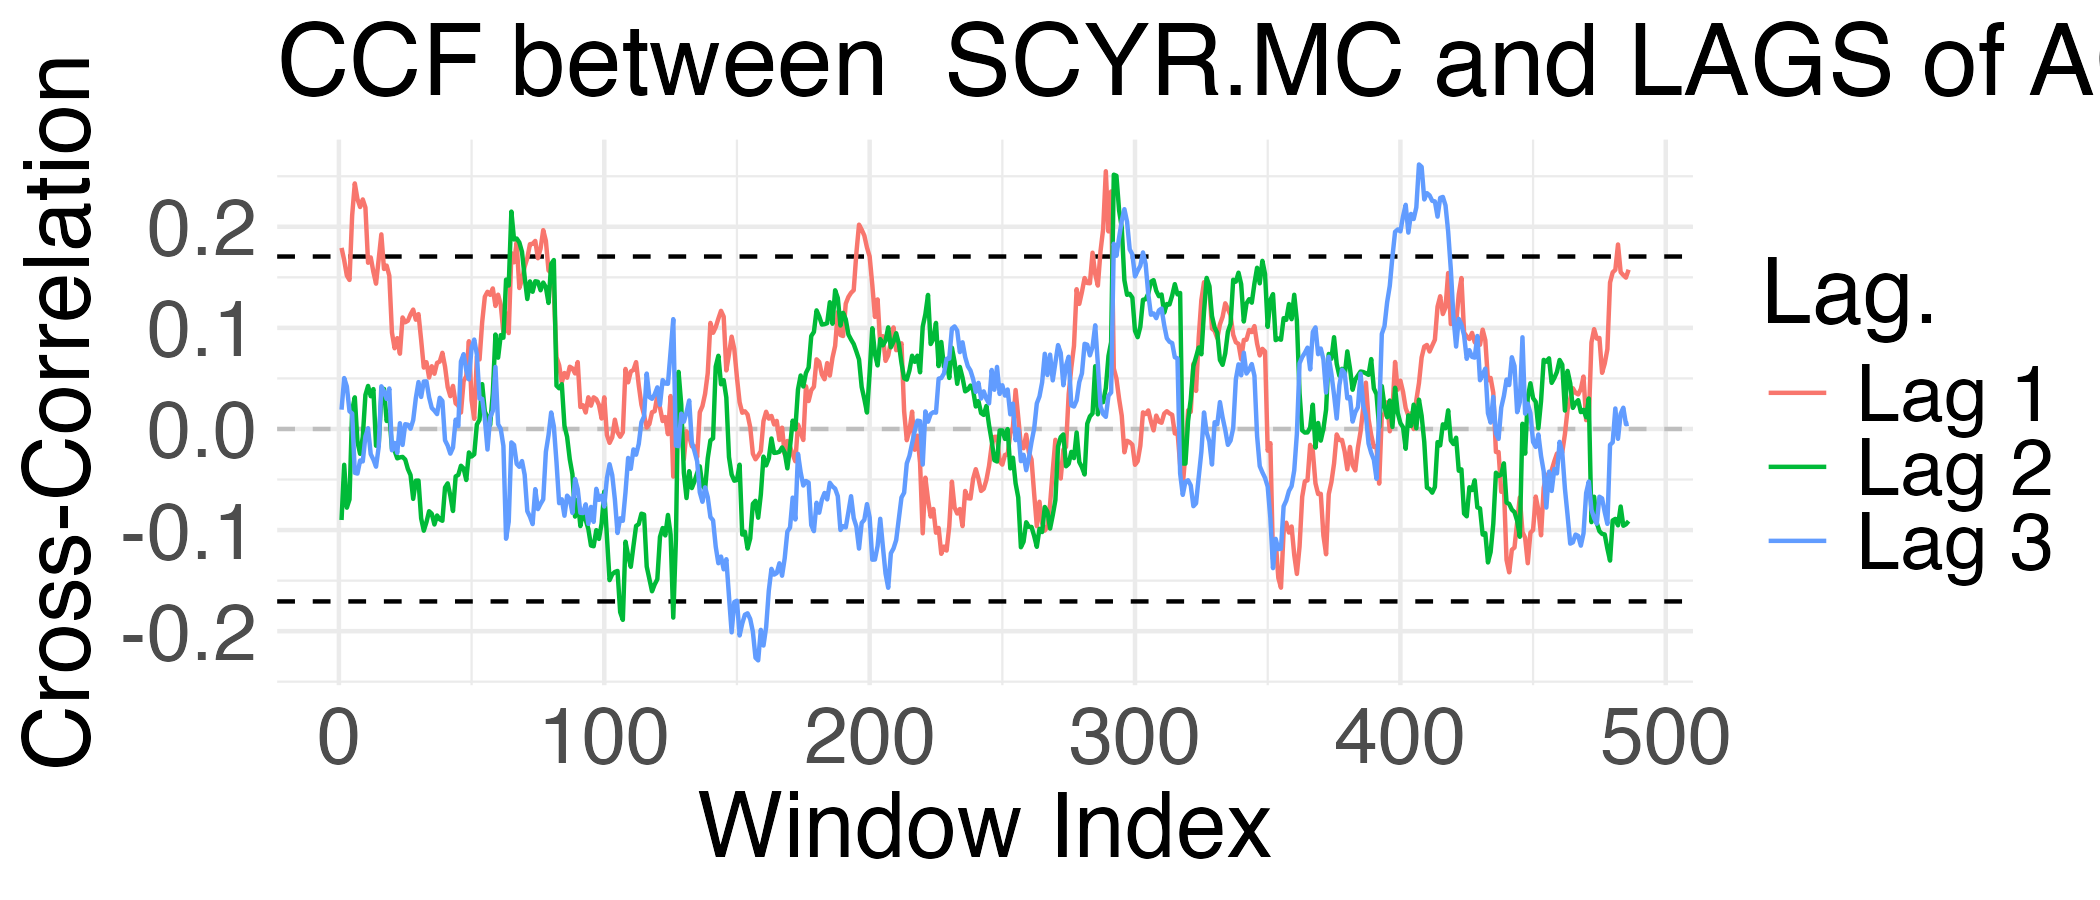 CCF between  SCYR.MC and LAGS of
Cross-Correlation
0.2
0.1
0.0
-0.1
-0.2
0
100
200
300
400
500
Window Index
Lag.
Lag 1
Lag 2
Lag 3